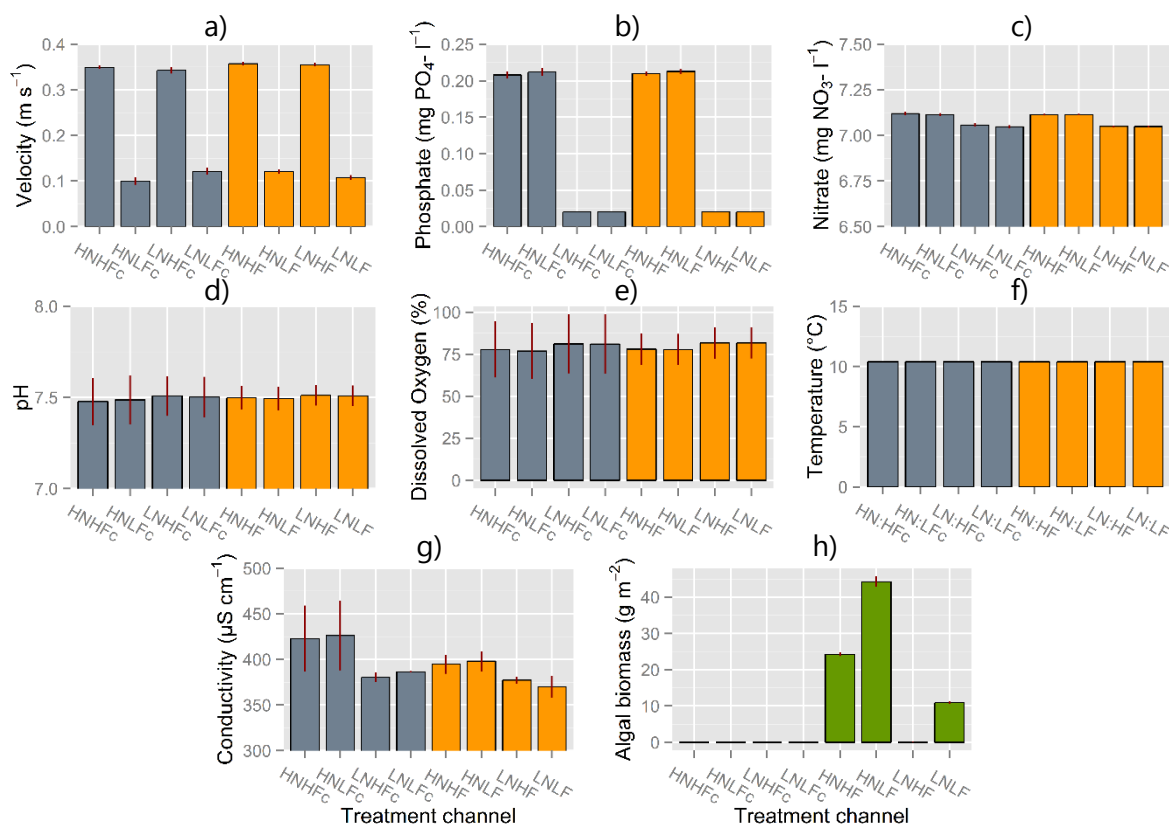 a)
Velocity (m s⁻¹)
0.4
0.3
0.2
0.1
0.0
HNHFC
HNLFC
LNHFC
LNLFC
HNHF
HNLF
LNHF
LNLF
b)
Phosphate (mg PO₄- l⁻¹)
0.25
0.20
0.15
0.10
0.05
0.00
HNHFC
HNLFC
LNHFC
LNLFC
HNHF
HNLF
LNHF
LNLF
c)
Nitrate (mg NO₃- l⁻¹)
7.50
7.25
7.00
6.75
6.50
HNHFC
HNLFC
LNHFC
LNLFC
HNHF
HNLF
LNHF
LNLF
d)
pH
8.0
7.5
7.0
HNHFC
HNLFC
LNHFC
LNLFC
HNHF
HNLF
LNHF
LNLF
e)
Dissolved Oxygen (%)
100
75
50
25
0
HNHFC
HNLFC
LNHFC
LNLFC
HNHF
HNLF
LNHF
LNLF
f)
Temperature (°C)
15
10
5
0
HN:HFC
HN:LFC
LN:HFC
LN:LFC
HN:HF
HN:LF
LN:HF
LN:LF
g)
Conductivity (µS cm⁻¹)
500
450
400
350
300
HNHFC
HNLFC
LNHFC
LNLFC
HNHF
HNLF
LNHF
LNLF
Treatment channel
h)
Algal biomass (g m⁻²)
40
30
20
10
0
HNHFC
HNLFC
LNHFC
LNLFC
HNHF
HNLF
LNHF
LNLF
Treatment channel